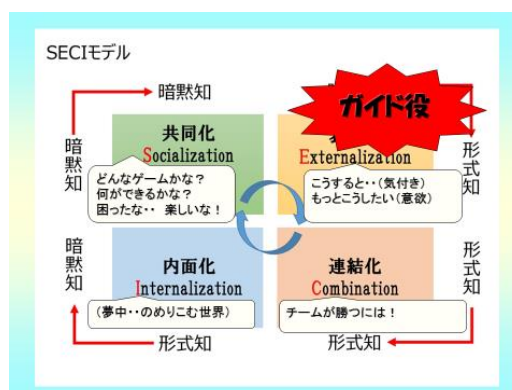 SECIモデル
暗黙知
ガイド役
暗黙知
共同化
Socialization
Externalization
形式知
どんなゲームかな？
何ができるかな？
困ったな・・ 楽しいな！
こうすると・・（気付き）
もっとこうしたい（意欲）
暗黙知
内面化
Internalization
連結化
Combination
形式知
（夢中・・のめりこむ世界）
チームが勝つには！
形式知
形式知